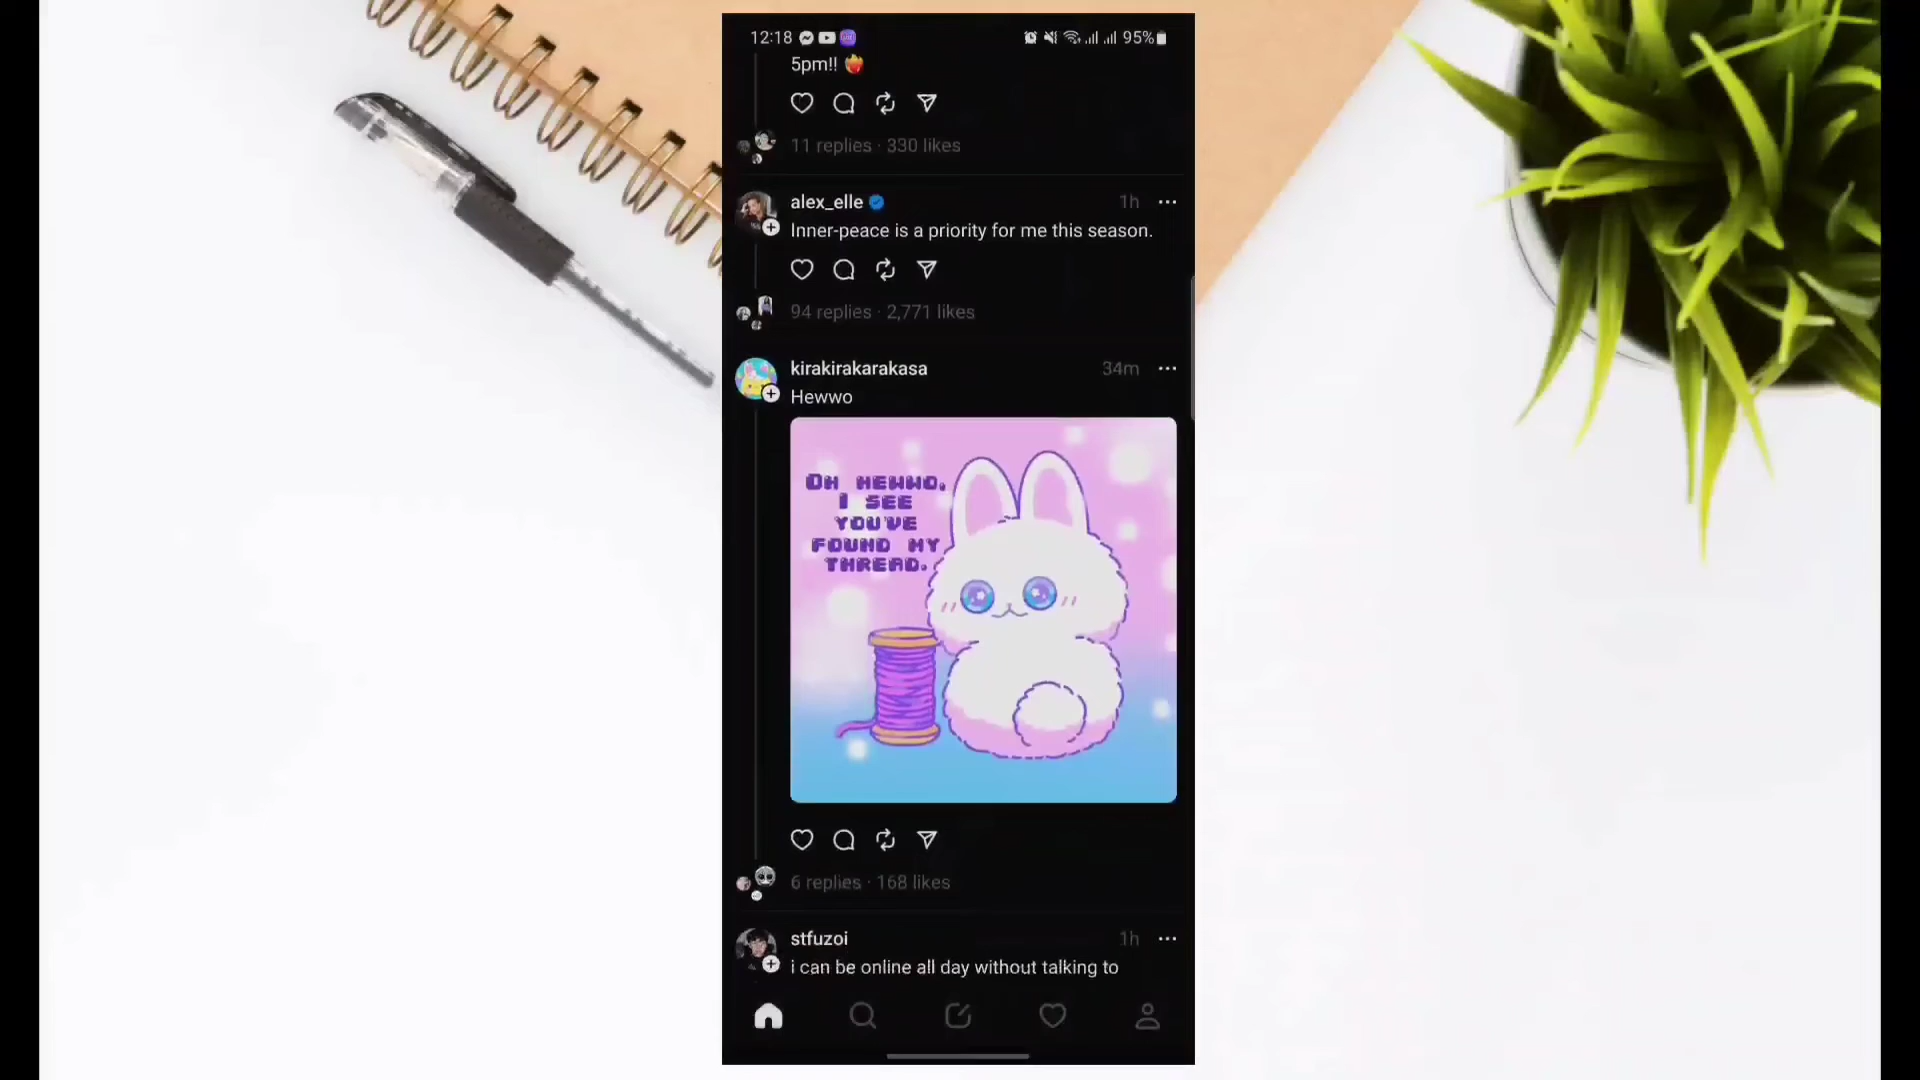 12:18
95%
5pm!!
11 replies · 330 likes
alex_elle
1h
Inner-peace is a priority for me this season.
94 replies · 2,771 likes
kirakirakarakasa
34m
Hewwo
OH HEWWO.
I SEE
YOU'VE
FOUND MY
THREAD.
6 replies · 168 likes
stfuzoi
1h
i can be online all day without talking to